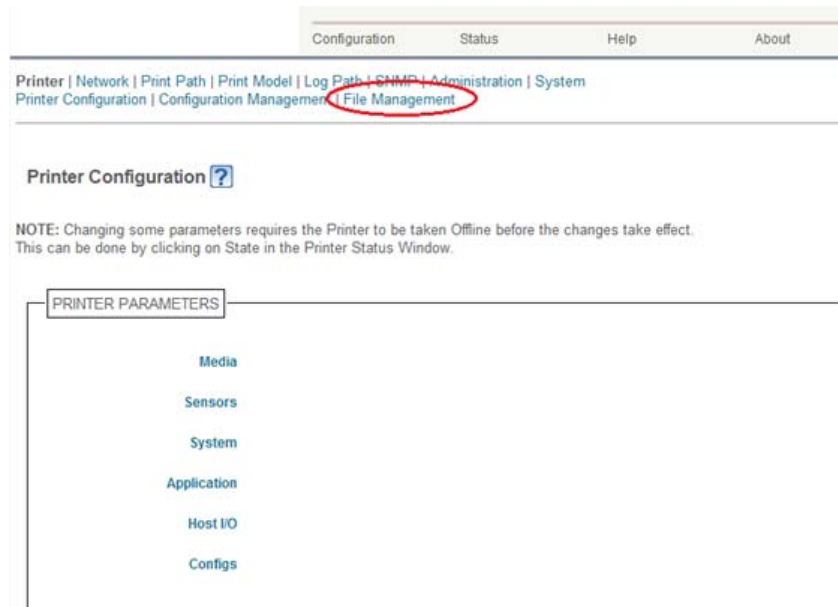 Configuration Status Help About
Printer | Network | Print Path | Print Model | Log Path | SNMP | Administration | System
Printer Configuration | Configuration Management | File Management
Printer Configuration ?
NOTE: Changing some parameters requires the Printer to be taken Offline before the changes take effect.
This can be done by clicking on State in the Printer Status Window.
PRINTER PARAMETERS
Media
Sensors
System
Application
Host I/O
Configs